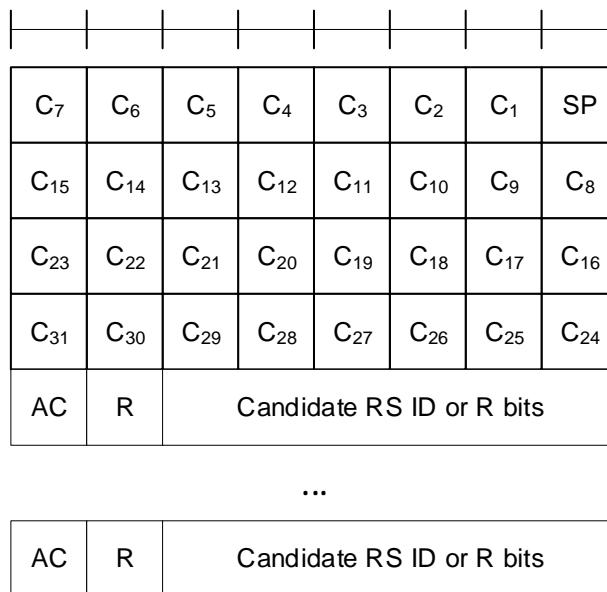 C₇ C₆ C₅ C₄ C₃ C₂ C₁ SP
C₁₅ C₁₄ C₁₃ C₁₂ C₁₁ C₁₀ C₉ C₈
C₂₃ C₂₂ C₂₁ C₂₀ C₁₉ C₁₈ C₁₇ C₁₆
C₃₁ C₃₀ C₂₉ C₂₈ C₂₇ C₂₆ C₂₅ C₂₄
AC R Candidate RS ID or R bits
...
AC R Candidate RS ID or R bits